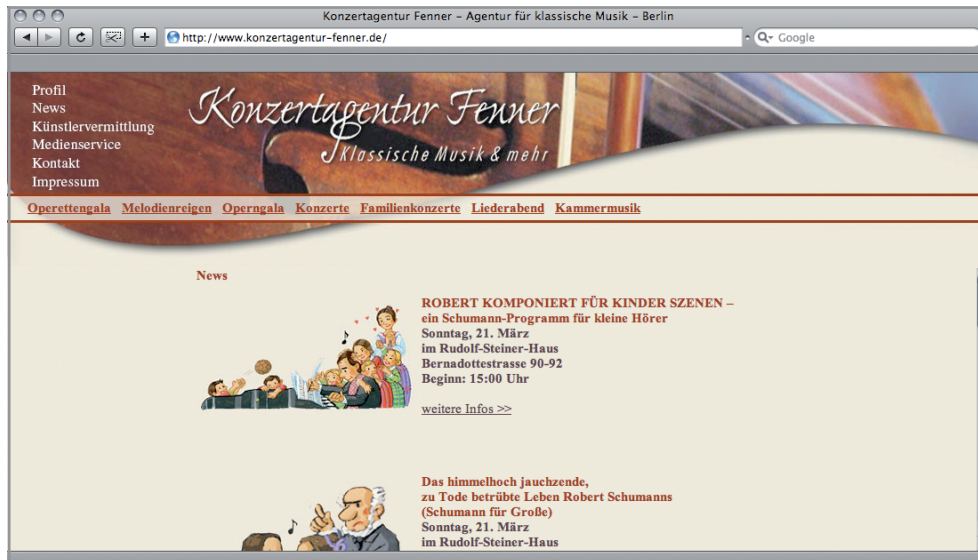 Konzertagentur Fenner – Agentur für klassische Musik – Berlin
http://www.konzertagentur-fenner.de/
Google
Profil
News
Künstlervermittlung
Medienservice
Kontakt
Impressum
Konzertagentur Fenner
Klassische Musik & mehr
Operettengala Melodienreigen Operngala Konzerte Familienkonzerte Liederabend Kammermusik
News
ROBERT KOMPONIERT FÜR KINDER SZENEN –
ein Schumann-Programm für kleine Hörer
Sonntag, 21. März
im Rudolf-Steiner-Haus
Bernadottestrasse 90-92
Beginn: 15:00 Uhr
weitere Infos >>
Das himmelhoch jauchzende,
zu Tode betrübte Leben Robert Schumanns
(Schumann für Große)
Sonntag, 21. März
im Rudolf-Steiner-Haus